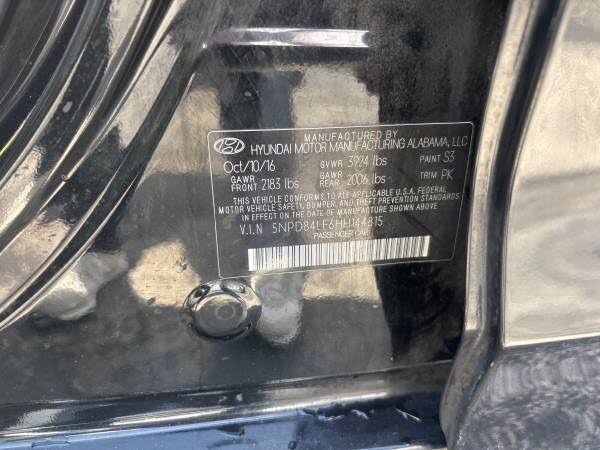 MANUFACTURED BY
HYUNDAI MOTOR MANUFACTURING ALABAMA, LLC
Oct/10/16 GVWR 3924 lbs PAINT S3
GAWR FRONT 2183 lbs GAWR REAR 2006 lbs TRIM PK
THIS VEHICLE CONFORMS TO ALL APPLICABLE U.S.A. FEDERAL
MOTOR VEHICLE SAFETY, BUMPER, AND THEFT PREVENTION STANDARDS
IN EFFECT ON THE DATE OF MANUFACTURE SHOWN ABOVE
V.I.N 5NPD84LF6HH144815
PASSENGER CAR